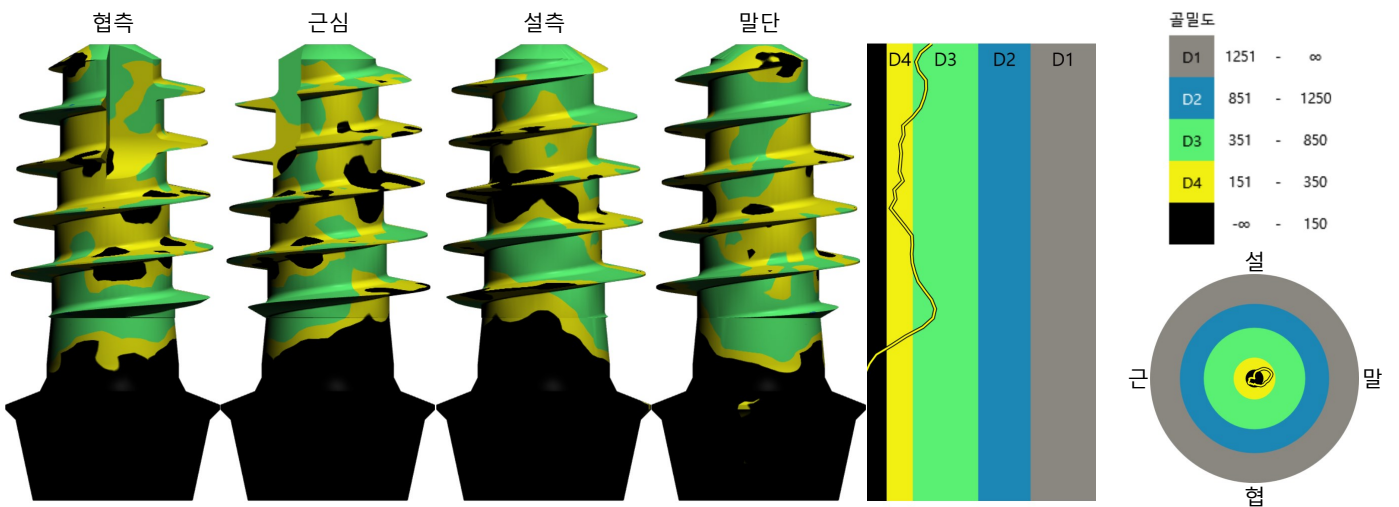 협측
근심
설측
말단
D4
D3
D2
D1
골밀도
D1 1251 - ∞
D2 851 - 1250
D3 351 - 850
D4 151 - 350
-∞ - 150
설
근
말
협